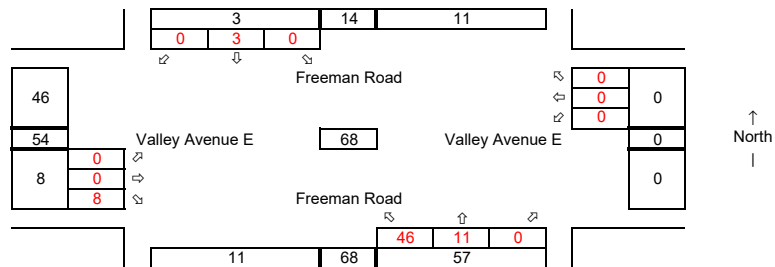 3 14 11
0 3 0
⬃ ⇩ ⬂
Freeman Road
46 ⬁ 0 0
⇦ 0 ↑
⬃ 0
54 Valley Avenue E 68 Valley Avenue E 0 North
8 0 ⬀ 0 |
0 ⇨
8 ⬂ Freeman Road
⬁ ⇧ ⬀
46 11 0
11 68 57